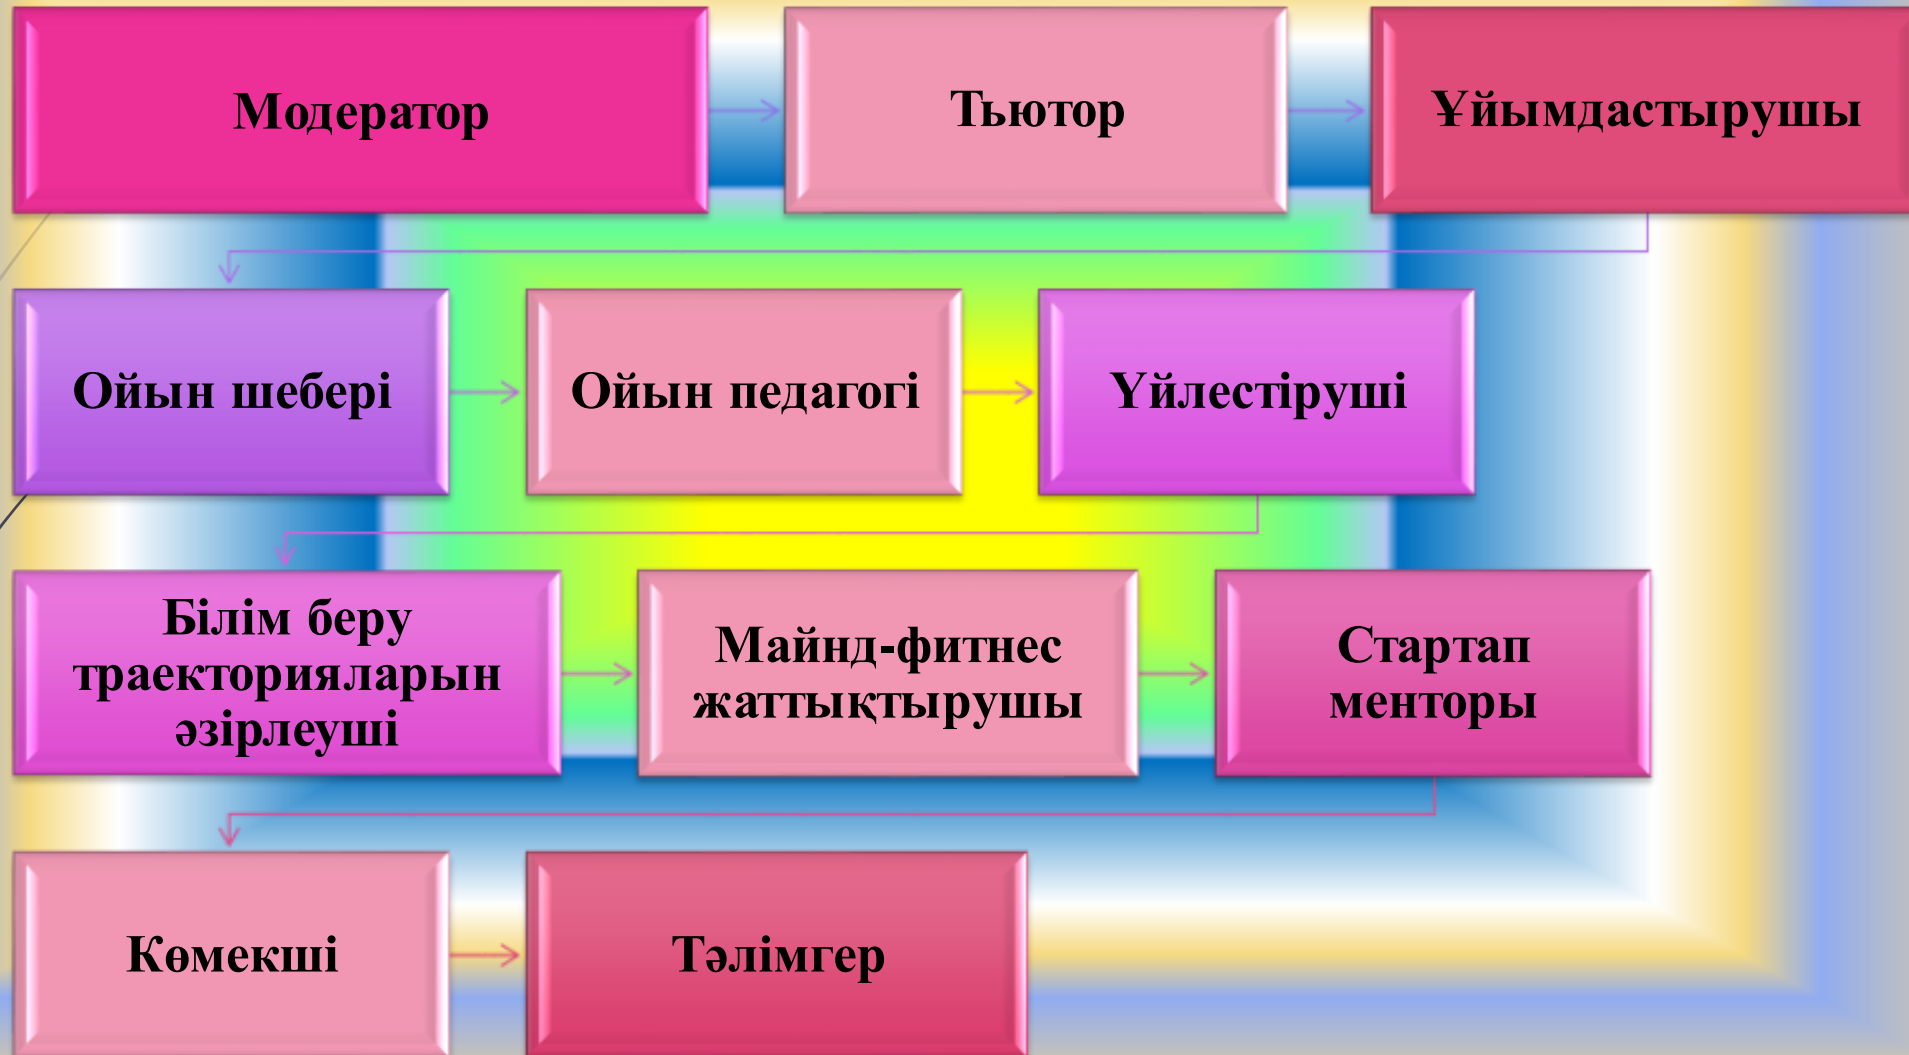 Модератор
Тьютор
Ұйымдастырушы
Ойын шебері
Ойын педагогі
Үйлестіруші
Білім беру
траекторияларын
әзірлеуші
Майнд-фитнес
жаттықтырушы
Стартап
менторы
Көмекші
Тәлімгер